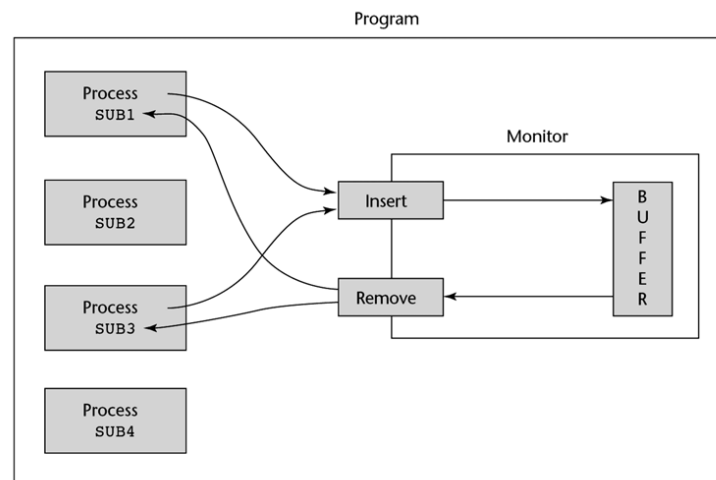 Program
Process
SUB1
Process
SUB2
Process
SUB3
Process
SUB4
Monitor
Insert
Remove
B
U
F
F
E
R